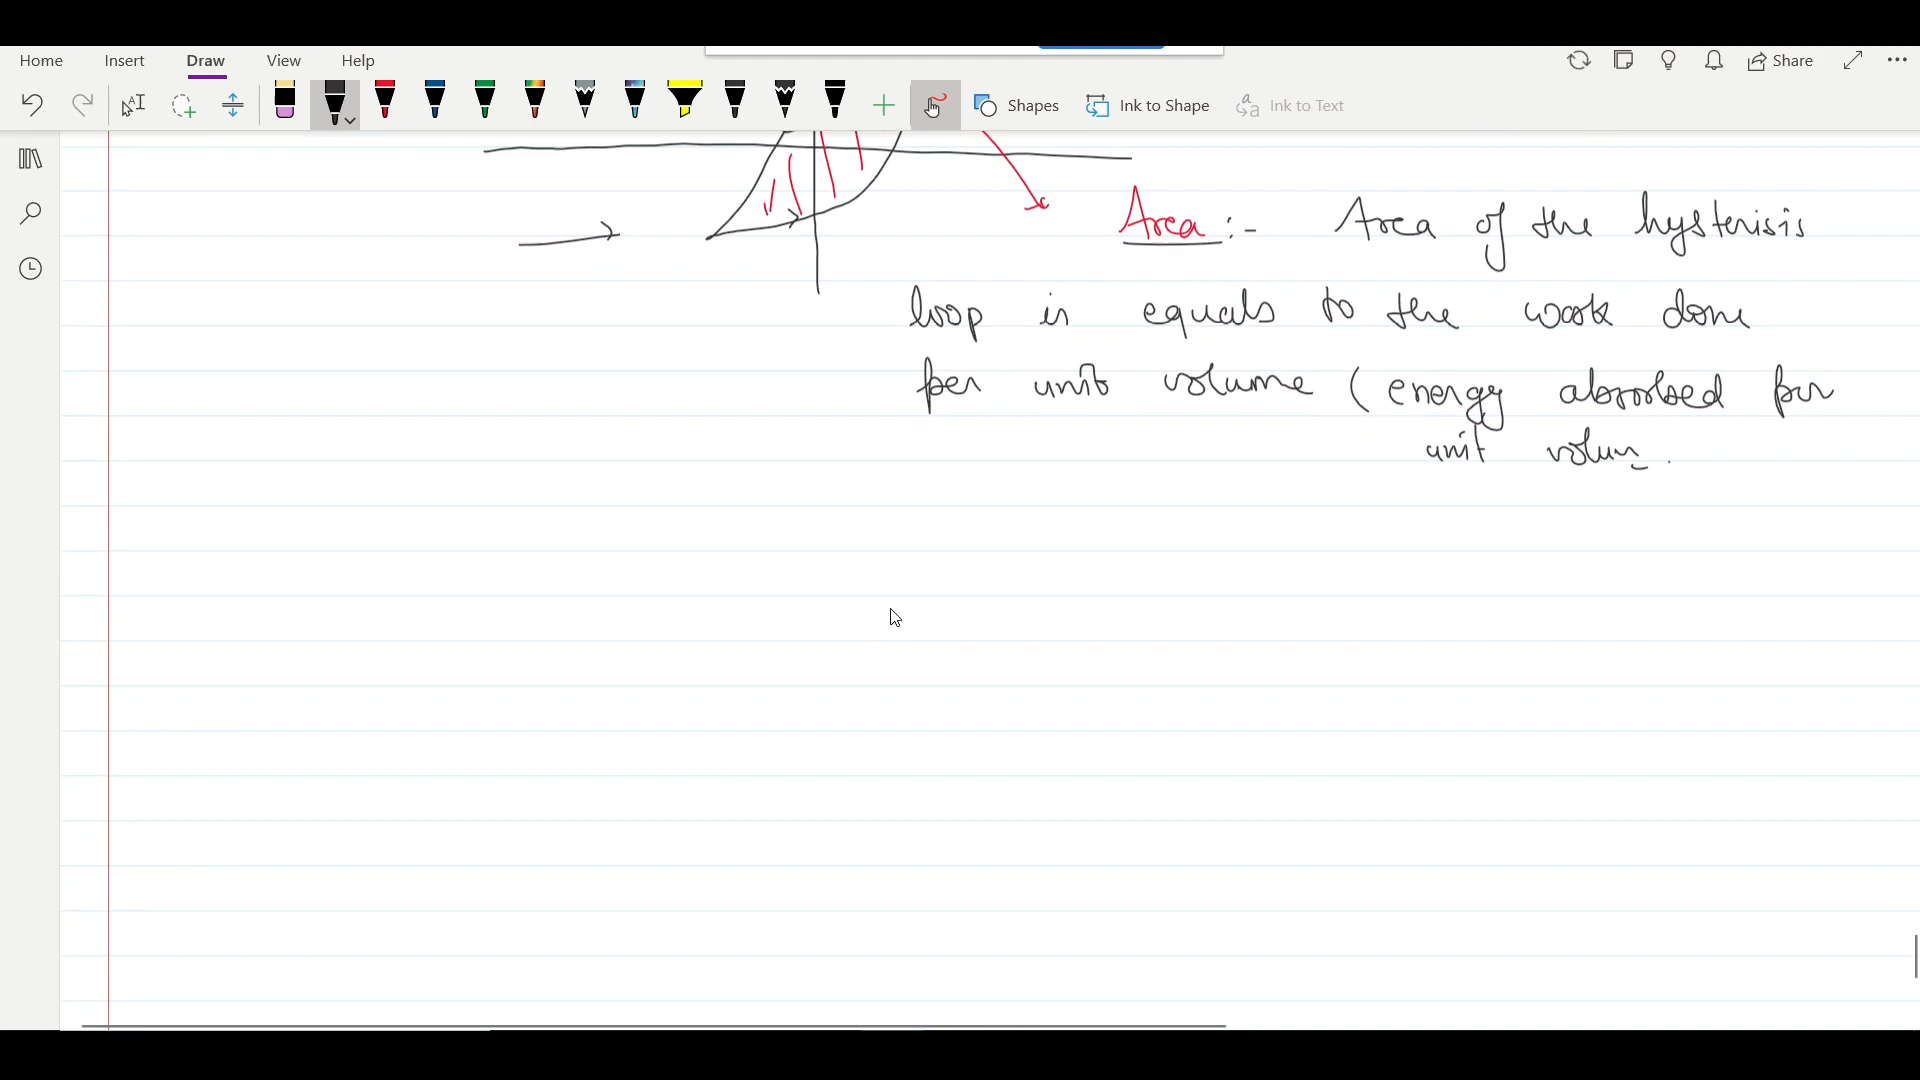 Home Insert Draw View Help Share
Shapes Ink to Shape Ink to Text
Area :- Area of the hysterisis
loop is equals to the work done
per unit volume ( energy absorbed per
unit volum .